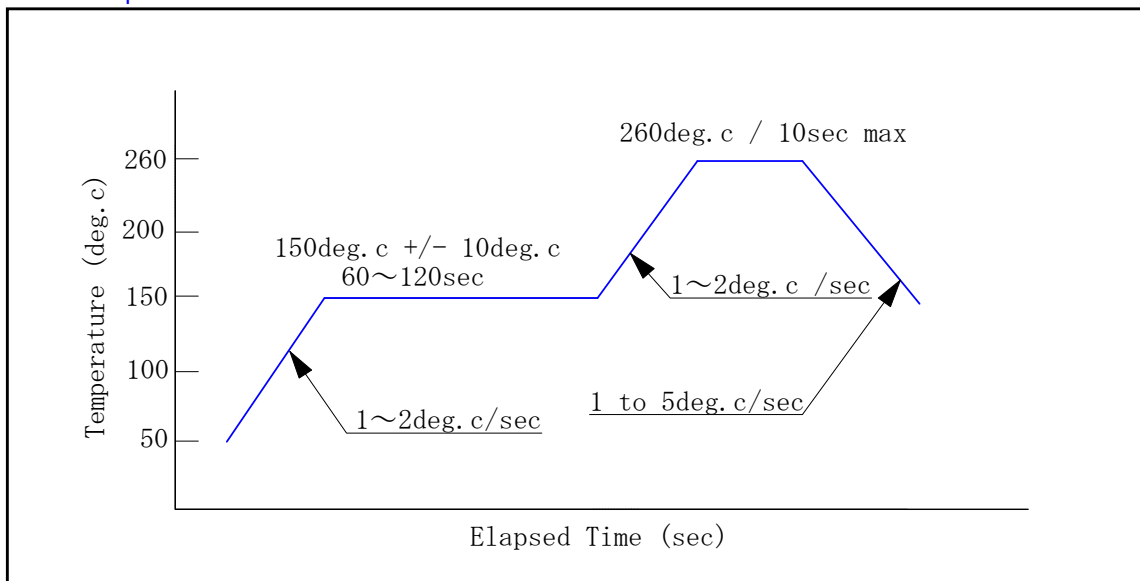 260deg.c / 10sec max
260
200
150deg.c +/- 10deg.c
60～120sec
150
1～2deg.c /sec
100
1～2deg.c/sec
1 to 5deg.c/sec
50
Temperature (deg.c)
Elapsed Time (sec)